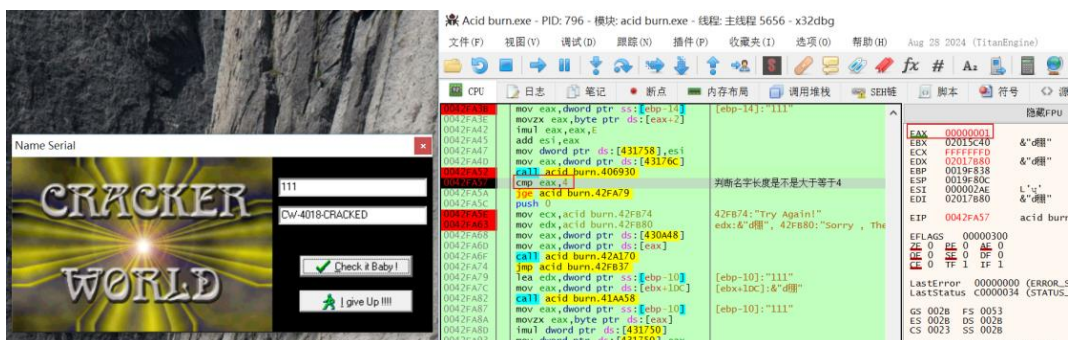 Name Serial
CRACKER
WORLD
111
CW-4018-CRACKED
Check it Baby !
I give Up !!!!
Acid burn.exe - PID: 796 - 模块: acid burn.exe - 线程: 主线程 5656 - x32dbg
文件(F) 视图(V) 调试(D) 跟踪(N) 插件(P) 收藏夹(I) 选项(O) 帮助(H) Aug 28 2024 (TitanEngine)
CPU 日志 笔记 断点 内存布局 调用堆栈 SEH链 脚本 符号 源
0042FA3B mov eax,dword ptr ss:[ebp-14] [ebp-14]:"111"
0042FA3E movzx eax,byte ptr ds:[eax+2]
0042FA42 imul eax,eax,E
0042FA45 add esi,eax
0042FA47 mov dword ptr ds:[431758],esi
0042FA4D mov eax,dword ptr ds:[43176C]
0042FA52 call acid burn.406930
0042FA57 cmp eax,4 判断名字长度是不是大于等于4
0042FA5A jge acid burn.42FA79
0042FA5C push 0
0042FA5E mov ecx,acid burn.42FB74 42FB74:"Try Again!"
0042FA63 mov edx,acid burn.42FB80 42FB80:"Sorry , The
0042FA68 mov eax,dword ptr ds:[430A48]
0042FA6D mov eax,dword ptr ds:[eax]
0042FA6F call acid burn.42A170
0042FA74 jmp acid burn.42FB37
0042FA79 lea edx,dword ptr ss:[ebp-10] [ebp-10]:"111"
0042FA7C mov eax,dword ptr ds:[ebx+1DC]
0042FA82 call acid burn.41AA58
0042FA87 mov eax,dword ptr ss:[ebp-10] [ebp-10]:"111"
0042FA8A movzx eax,byte ptr ds:[eax]
0042FA8D imul dword ptr ds:[431750]
隐藏FPU
EAX 00000001
EBX 02015C40
ECX FFFFFFFD
EDX 02017B80
EBP 0019F838
ESP 0019F80C
ESI 000002AE
EDI 02017B80
EIP 0042FA57 acid burn
EFLAGS 00000300
ZF 0 PF 0 AF 0
OF 0 SF 0 DF 0
CF 0 TF 1 IF 1
LastError 00000000 (ERROR_S
LastStatus C0000034 (STATUS_
GS 002B FS 0053
ES 002B DS 002B
CS 0023 SS 002B